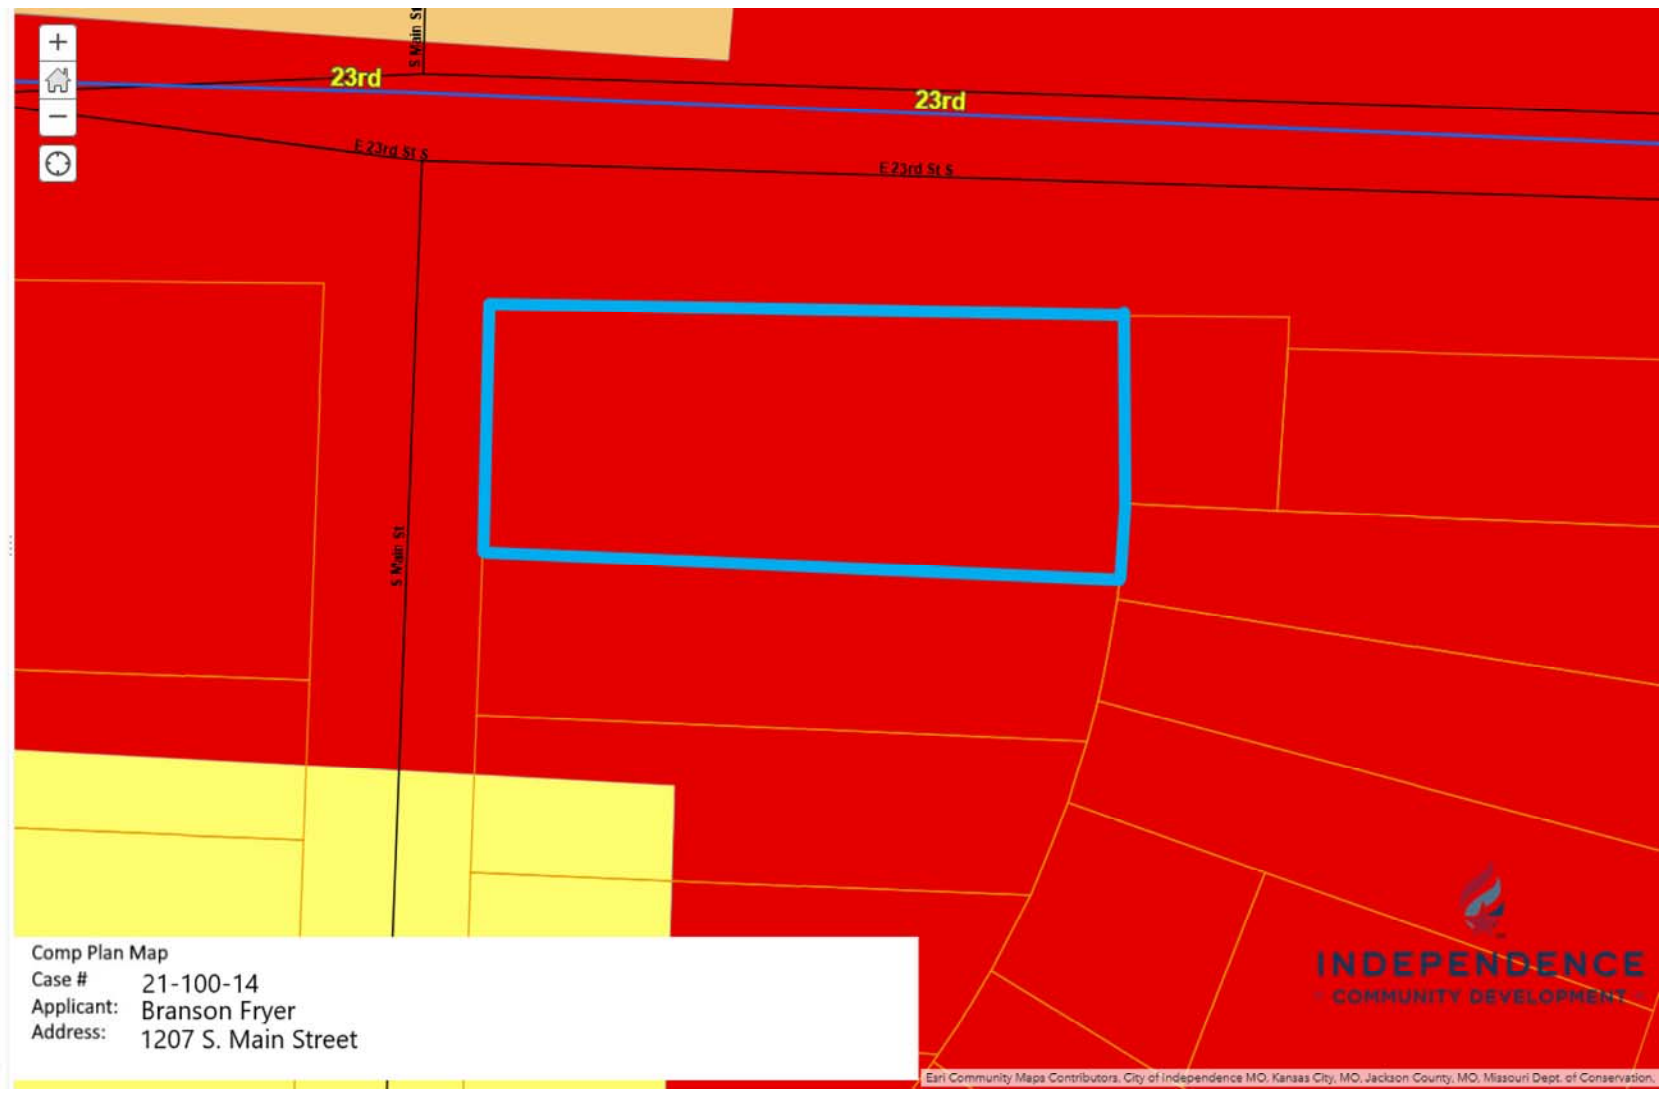 S Main St
23rd
23rd
E 23rd St S
E 23rd St S
S Main St
Comp Plan Map
Case # 21-100-14
Applicant: Branson Fryer
Address: 1207 S. Main Street
INDEPENDENCE
COMMUNITY DEVELOPMENT
Esri Community Maps Contributors, City of Independence MO, Kansas City, MO, Jackson County, MO, Missouri Dept. of Conservation,